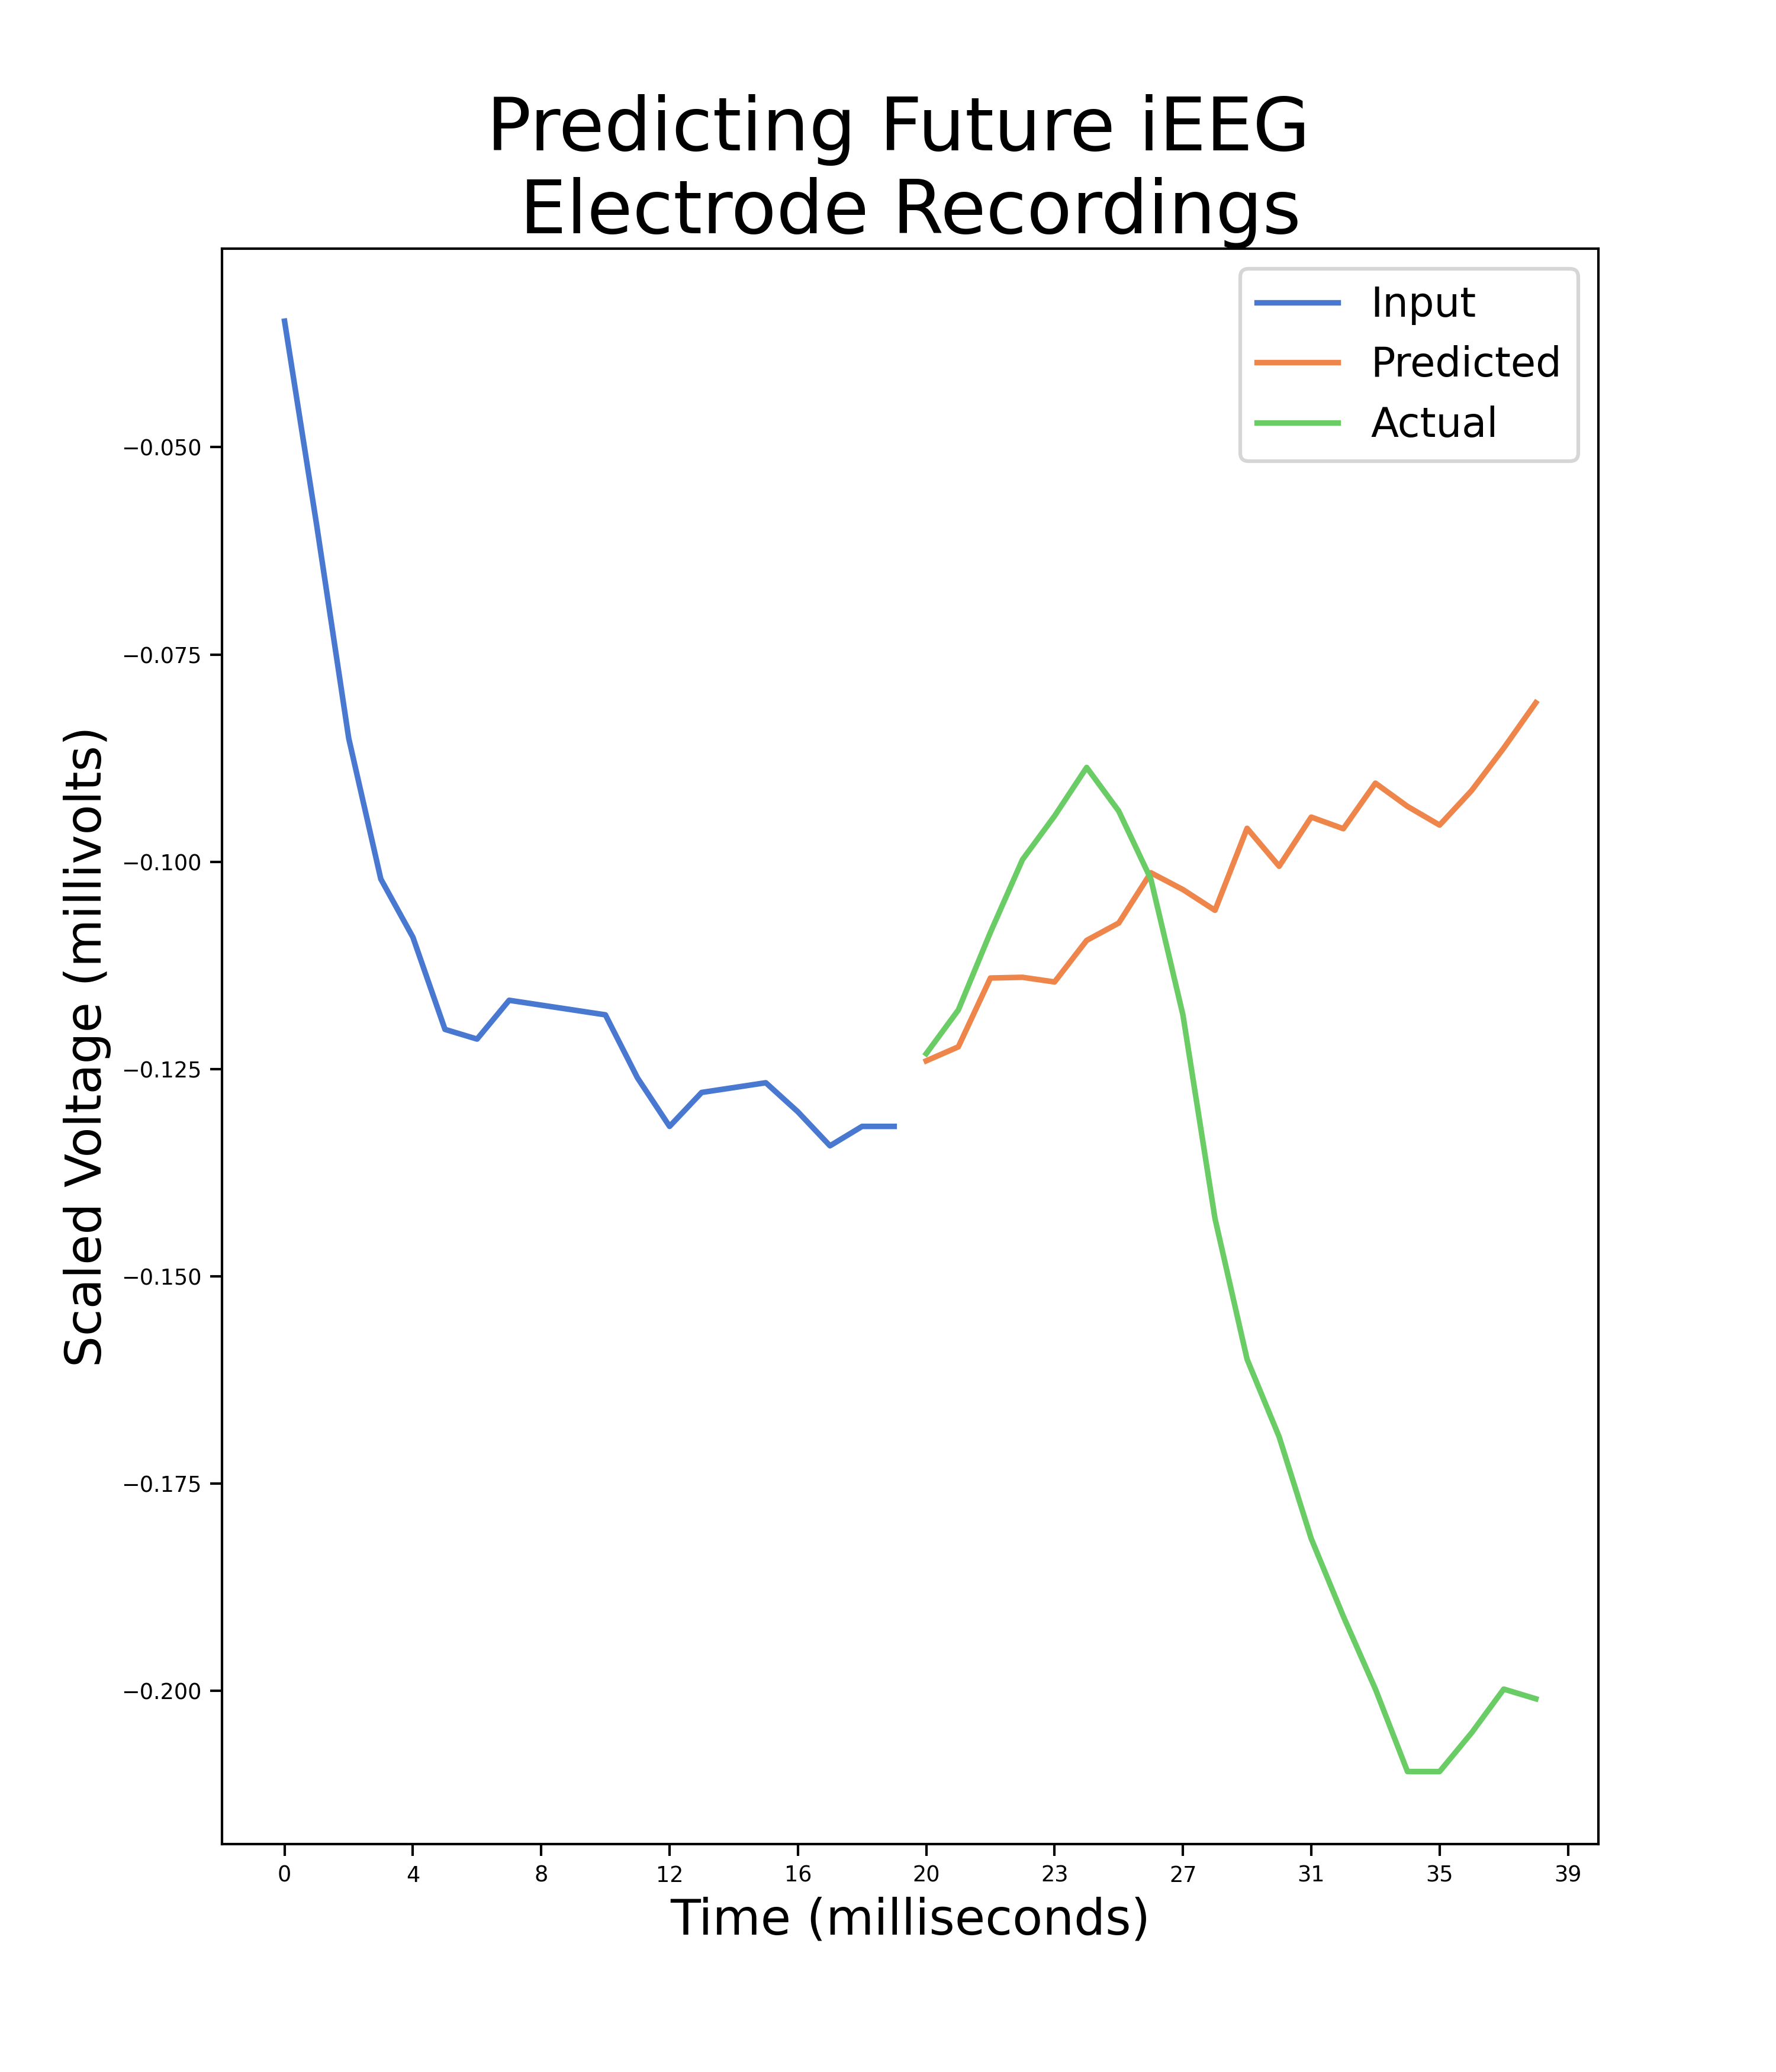 Predicting Future iEEG
Electrode Recordings
Input
Predicted
Actual
−0.050
−0.075
−0.100
−0.125
−0.150
−0.175
−0.200
Scaled Voltage (millivolts)
0 4 8 12 16 20 23 27 31 35 39
Time (milliseconds)